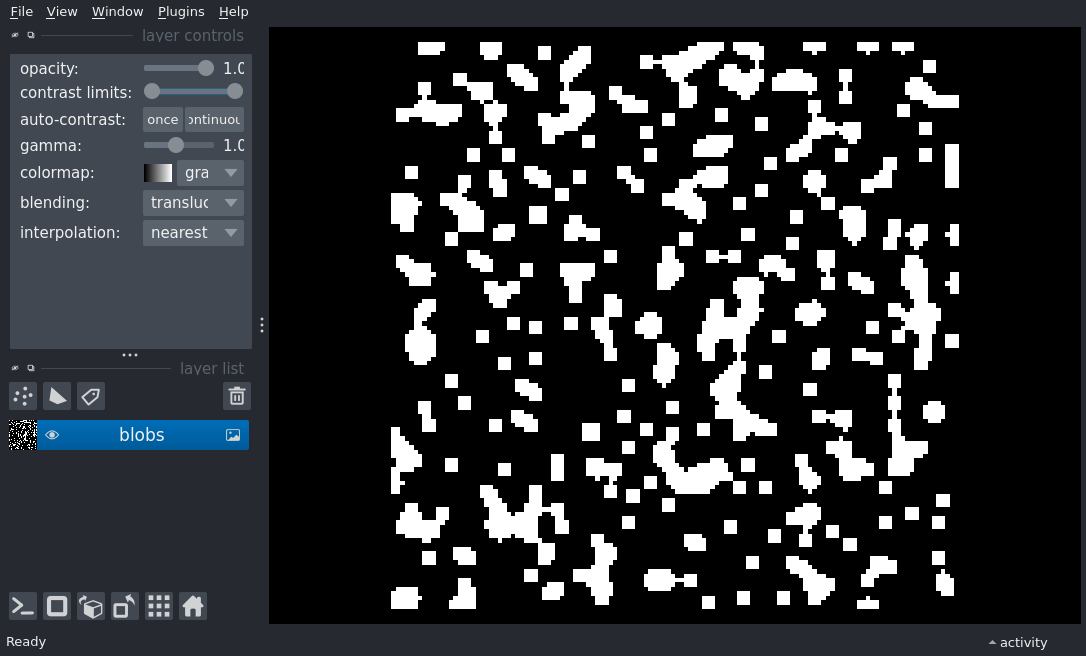 File View Window Plugins Help
layer controls
opacity: 1.0
contrast limits:
auto-contrast: once ontinuou
gamma: 1.0
colormap: gra
blending: transluc
interpolation: nearest
layer list
blobs
Ready
activity